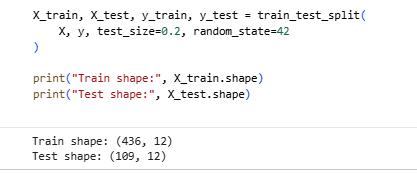 X_train, X_test, y_train, y_test = train_test_split(
    X, y, test_size=0.2, random_state=42
)
print("Train shape:", X_train.shape)
print("Test shape:", X_test.shape)
Train shape: (436, 12)
Test shape: (109, 12)